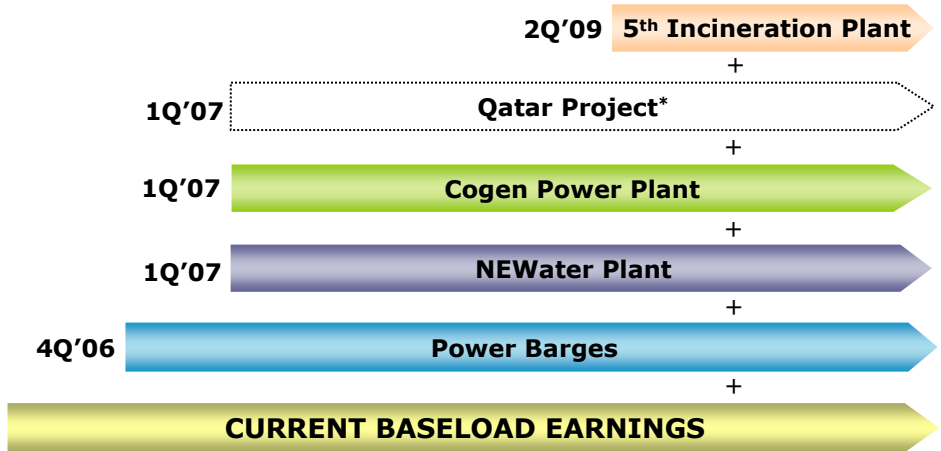 2Q’09 5th Incineration Plant
+
1Q’07 Qatar Project*
+
1Q’07 Cogen Power Plant
+
1Q’07 NEWater Plant
+
4Q’06 Power Barges
+
CURRENT BASELOAD EARNINGS